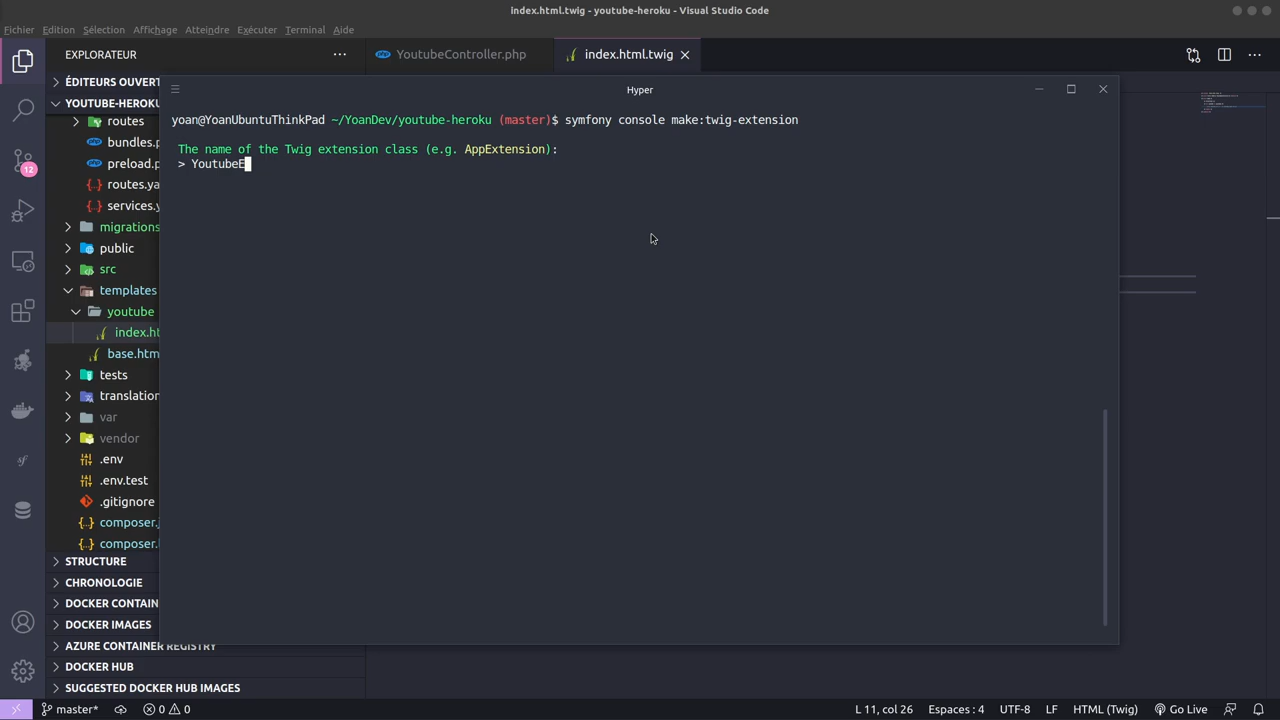 index.html.twig - youtube-heroku - Visual Studio Code
Fichier Edition Sélection Affichage Atteindre Exécuter Terminal Aide
EXPLORATEUR
YoutubeController.php
index.html.twig
ÉDITEURS OUVERT
YOUTUBE-HEROKU
routes
bundles.p
preload.p
routes.ya
services.y
migrations
public
src
templates
youtube
index.ht
base.htm
tests
translation
var
vendor
.env
.env.test
.gitignore
composer.j
composer.l
STRUCTURE
CHRONOLOGIE
DOCKER CONTAIN
DOCKER IMAGES
AZURE CONTAINER REGISTRY
DOCKER HUB
SUGGESTED DOCKER HUB IMAGES
12
php
php
php
sf
Hyper
yoan@YoanUbuntuThinkPad ~/YoanDev/youtube-heroku (master)$ symfony console make:twig-extension
The name of the Twig extension class (e.g. AppExtension):
> YoutubeE
master* 0 0
L 11, col 26 Espaces : 4 UTF-8 LF HTML (Twig) Go Live